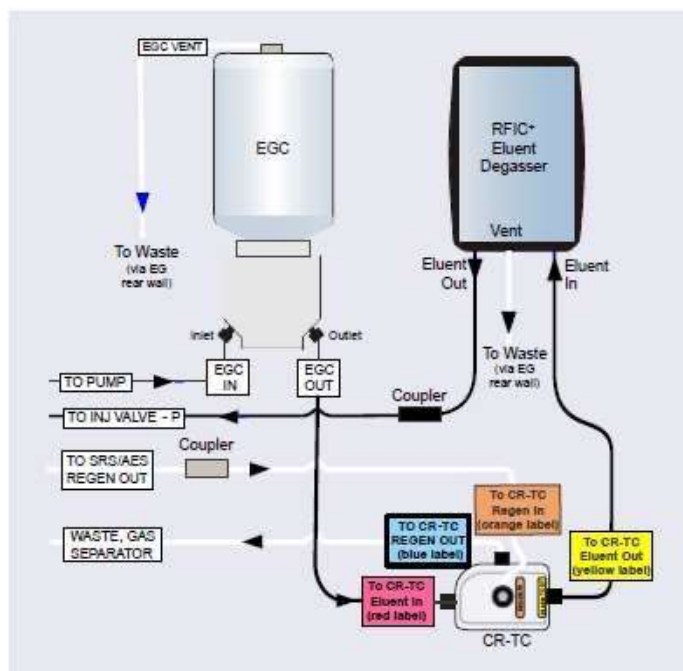 EGC VENT
EGC
RFIC+
Eluent
Degasser
Vent
To Waste
(via EG
rear wall)
Eluent
Out
Eluent
In
Inlet
Outlet
To Waste
(via EG
rear wall)
EGC
IN
EGC
OUT
TO PUMP
Coupler
TO INJ VALVE - P
Coupler
TO SRS/AES
REGEN OUT
To CR-TC
Regen In
(orange label)
TO CR-TC
REGEN OUT
(blue label)
WASTE, GAS
SEPARATOR
To CR-TC
Eluent Out
(yellow label)
To CR-TC
Eluent In
(red label)
CR-TC